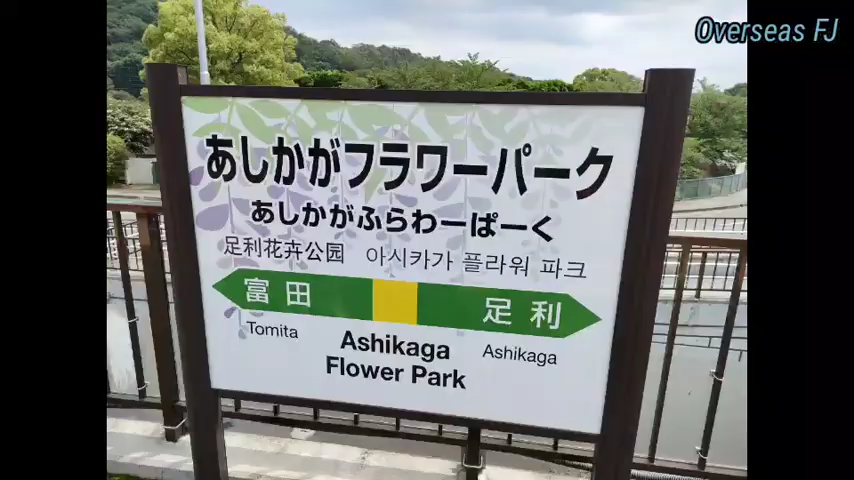 Overseas FJ
あしかがフラワーパーク
あしかがふらわーぱーく
足利花卉公园 아시카가 플라워 파크
富田 足利
Tomita Ashikaga Ashikaga
Flower Park